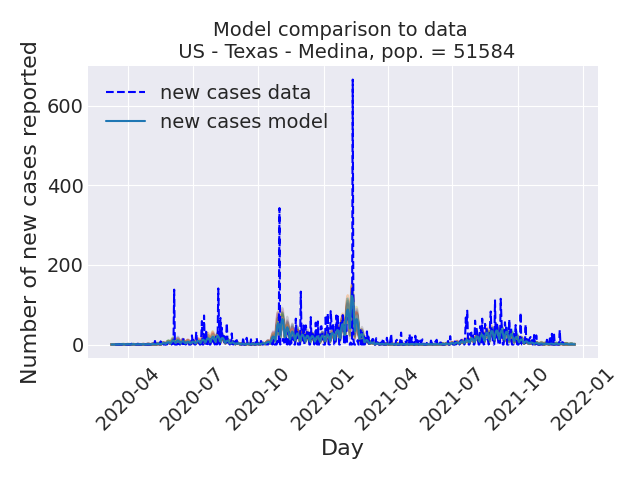 Model comparison to data
US - Texas - Medina, pop. = 51584
Number of new cases reported
600
400
200
0
new cases data
new cases model
2020-04
2020-07
2020-10
2021-01
2021-04
2021-07
2021-10
2022-01
Day